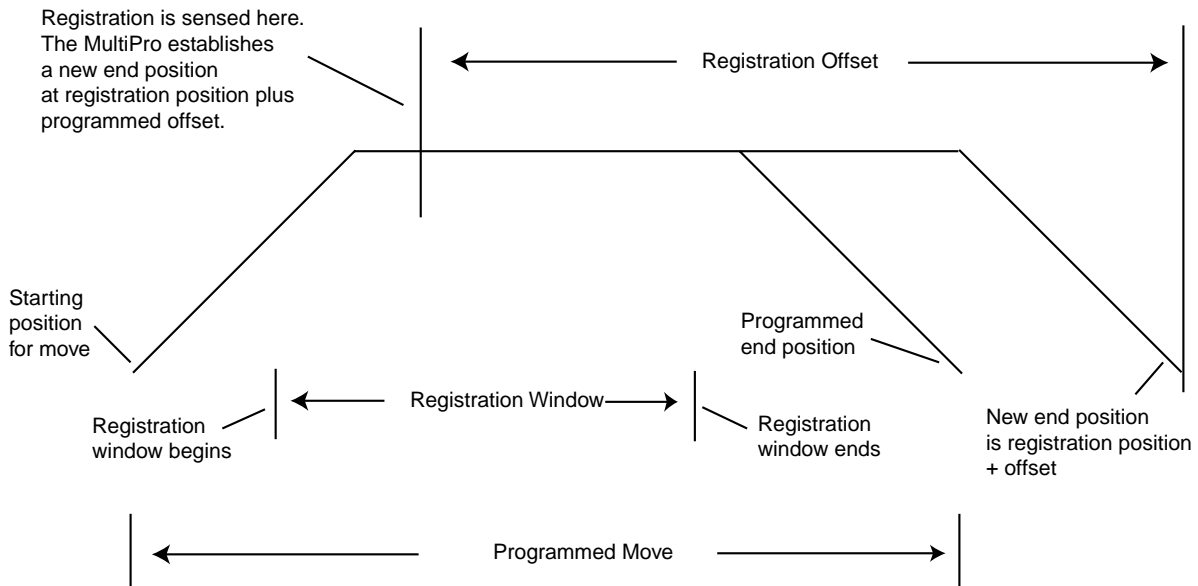 Registration is sensed here.
The MultiPro establishes
a new end position
at registration position plus
programmed offset.
Registration Offset
Starting
position
for move
Programmed
end position
Registration
window begins
Registration Window
Registration
window ends
New end position
is registration position
+ offset
Programmed Move